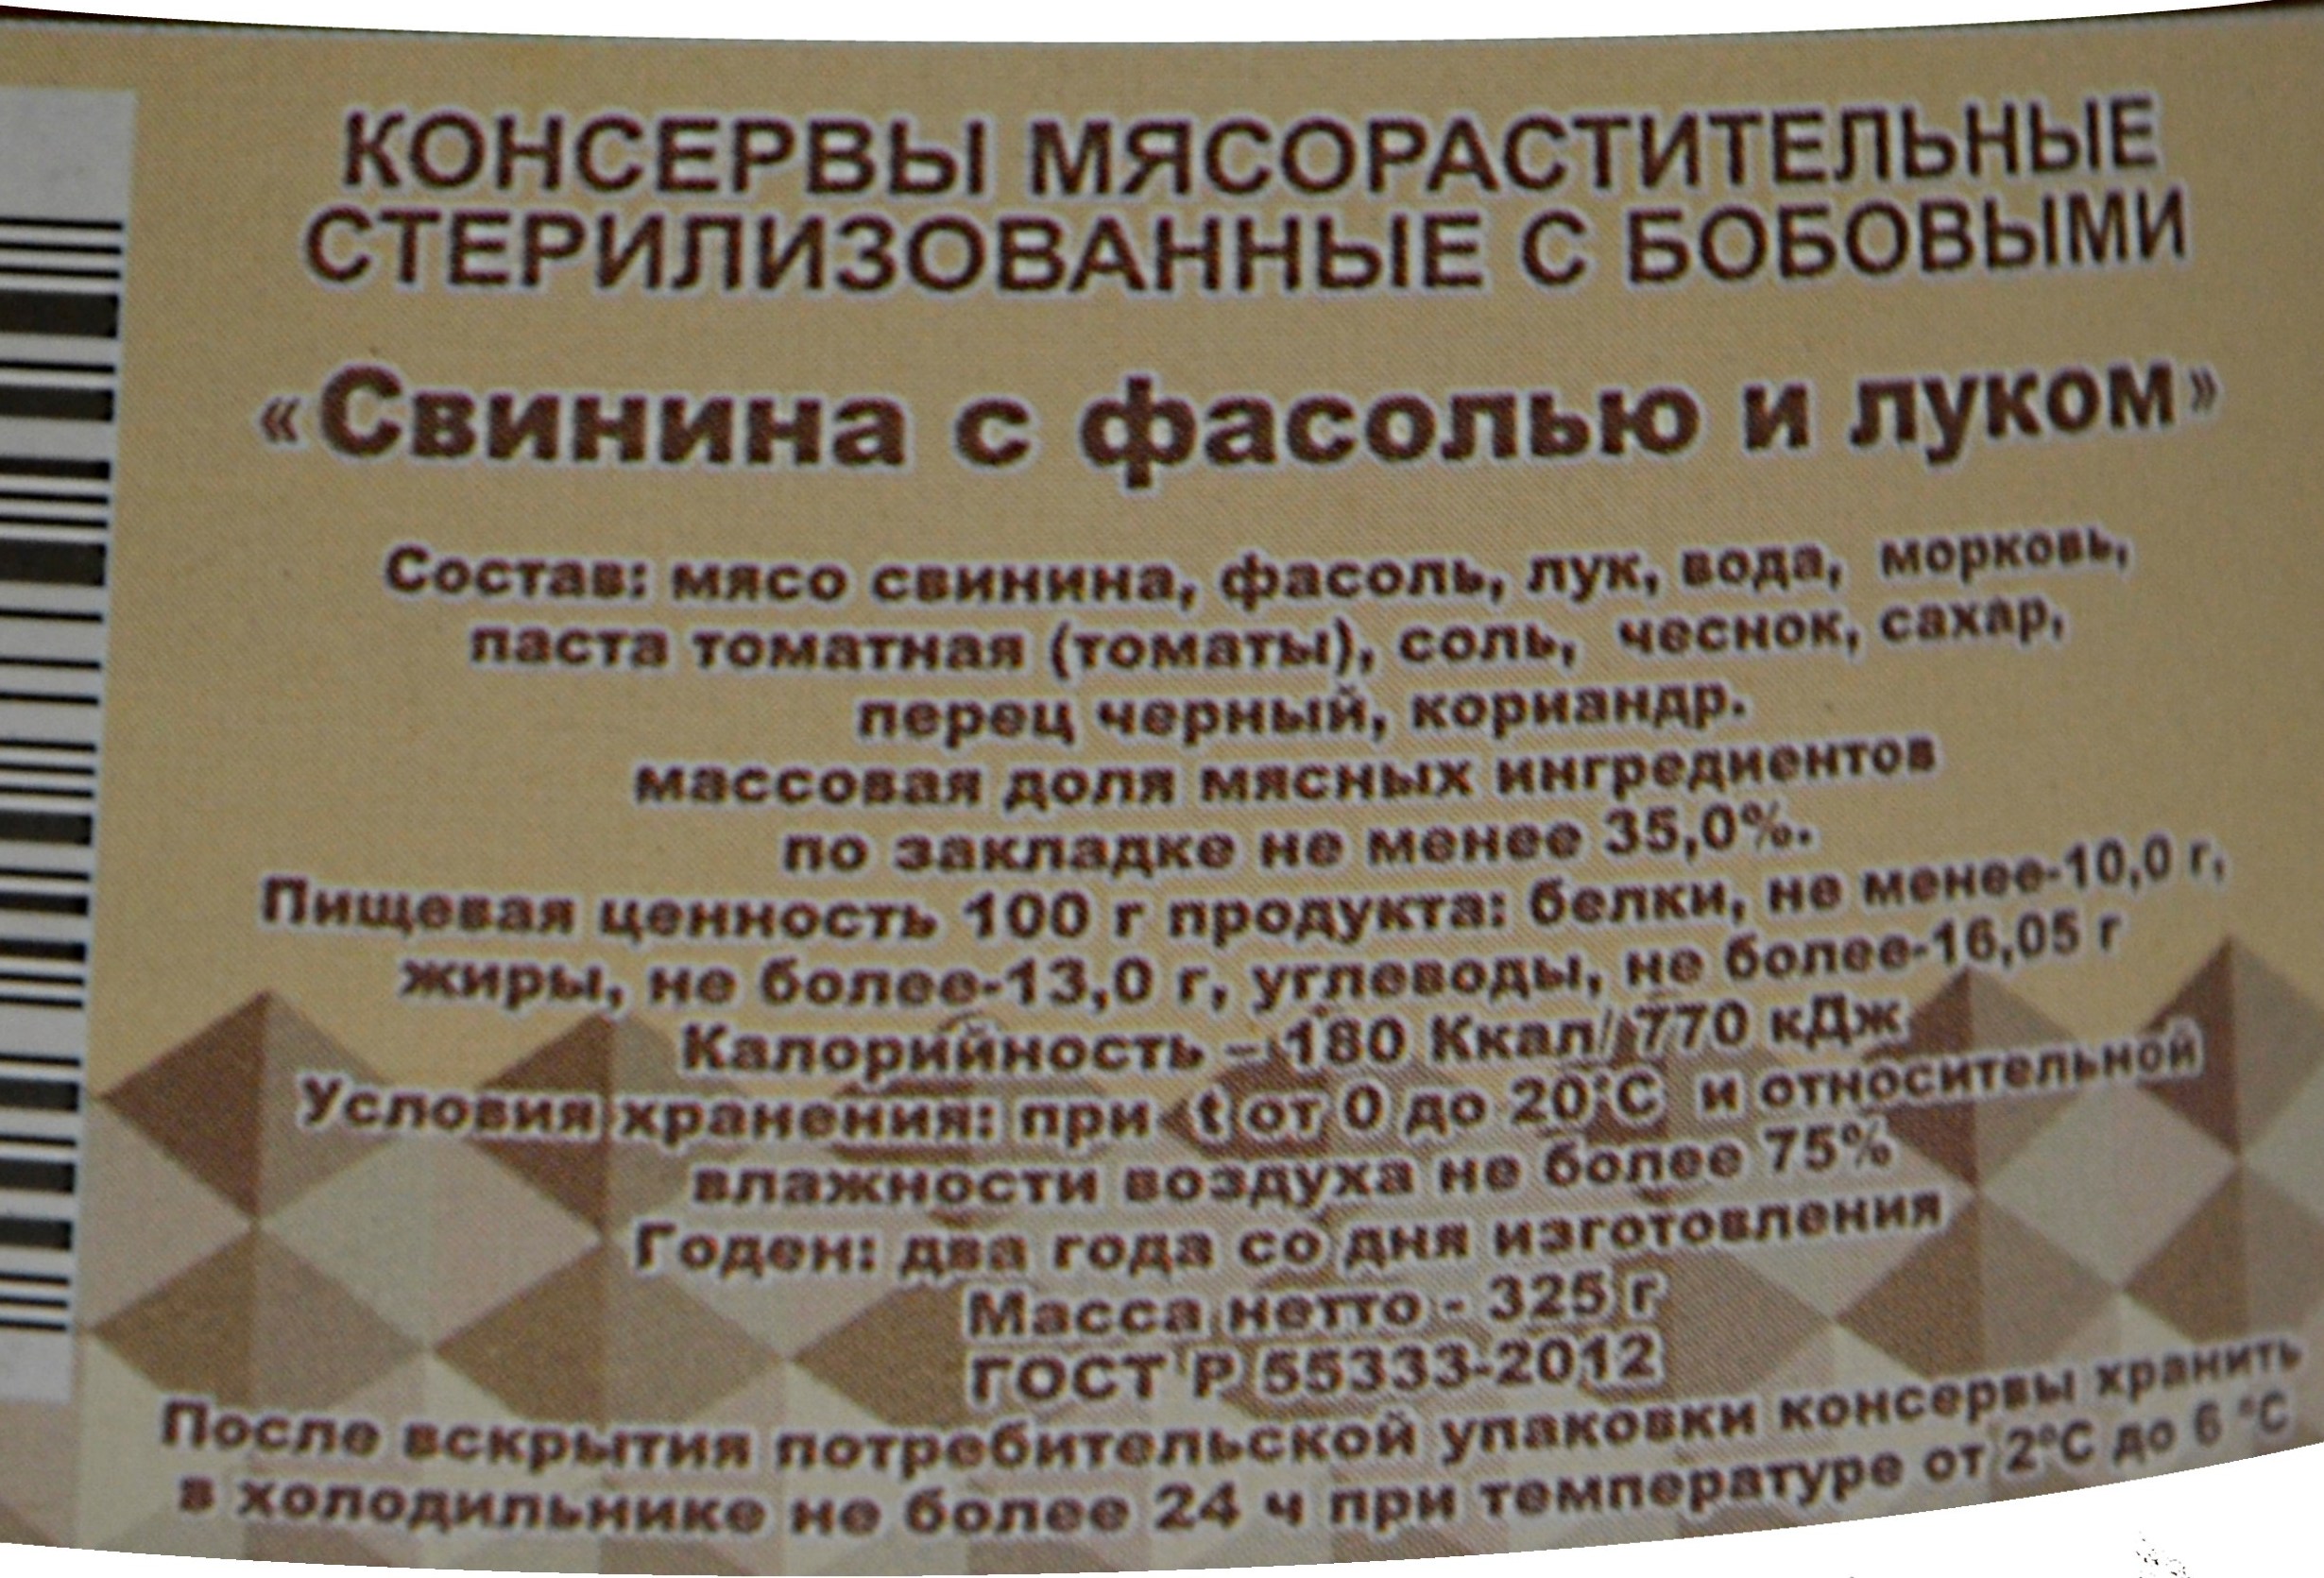 КОНСЕРВЫ МЯСОРАСТИТЕЛЬНЫЕ
СТЕРИЛИЗОВАННЫЕ С БОБОВЫМИ
«Свинина с фасолью и луком»
Состав: мясо свинина, фасоль, лук, вода, морковь,
паста томатная (томаты), соль, чеснок, сахар,
перец черный, кориандр.
массовая доля мясных ингредиентов
по закладке не менее 35,0%.
Пищевая ценность 100 г продукта: белки, не менее-10,0 г,
жиры, не более-13,0 г, углеводы, не более-16,05 г
Калорийность – 180 Ккал/ 770 кДж
Условия хранения: при t от 0 до 20°С и относительной
влажности воздуха не более 75%
Годен: два года со дня изготовления
Масса нетто - 325 г
ГОСТ Р 55333-2012
После вскрытия потребительской упаковки консервы хранить
в холодильнике не более 24 ч при температуре от 2°С до 6 °С